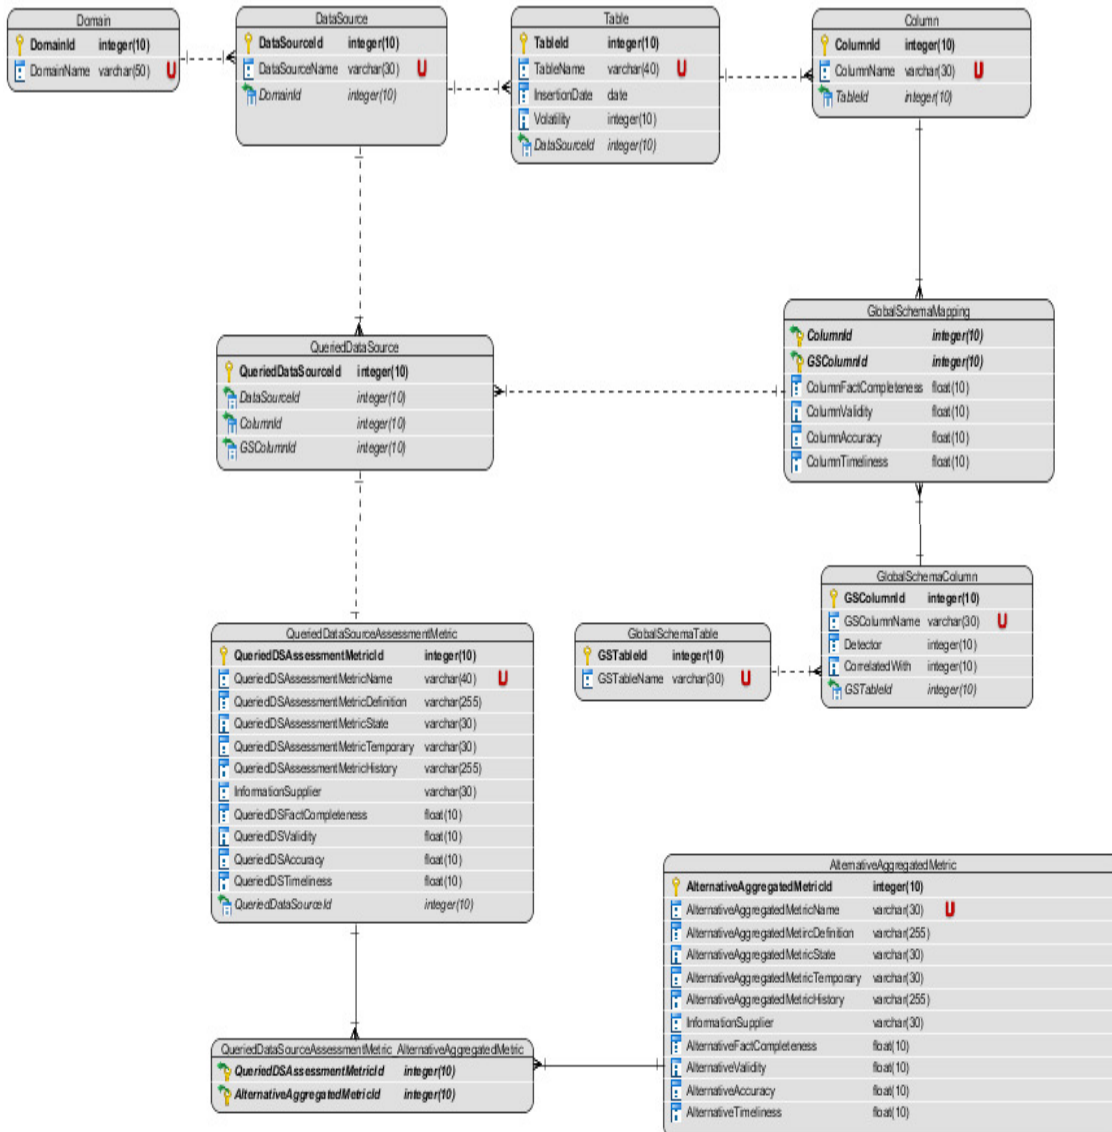 Domain
DomainId integer(10)
DomainName varchar(50) U
DataSource
DataSourceId integer(10)
DataSourceName varchar(30) U
DomainId integer(10)
Table
TableId integer(10)
TableName varchar(40) U
InsertionDate date
Volatility integer(10)
DataSourceId integer(10)
Column
ColumnId integer(10)
ColumnName varchar(30) U
TableId integer(10)
GlobalSchemaMapping
ColumnId integer(10)
GSColumnId integer(10)
ColumnFactCompleteness float(10)
ColumnValidity float(10)
ColumnAccuracy float(10)
ColumnTimeliness float(10)
QueriedDataSource
QueriedDataSourceId integer(10)
DataSourceId integer(10)
ColumnId integer(10)
GSColumnId integer(10)
GlobalSchemaColumn
GSColumnId integer(10)
GSColumnName varchar(30) U
Detector integer(10)
CorrelatedWith integer(10)
GSTableId integer(10)
GlobalSchemaTable
GSTableId integer(10)
GSTableName varchar(30) U
QueriedDataSourceAssessmentMetric
QueriedDSAssessmentMetricId integer(10)
QueriedDSAssessmentMetricName varchar(40) U
QueriedDSAssessmentMetricDefinition varchar(255)
QueriedDSAssessmentMetricState varchar(30)
QueriedDSAssessmentMetricTemporary varchar(30)
QueriedDSAssessmentMetricHistory varchar(255)
InformationSupplier varchar(30)
QueriedDSFactCompleteness float(10)
QueriedDSValidity float(10)
QueriedDSAccuracy float(10)
QueriedDSTimeliness float(10)
QueriedDataSourceId integer(10)
AlternativeAggregatedMetric
AlternativeAggregatedMetricId integer(10)
AlternativeAggregatedMetricName varchar(30) U
AlternativeAggregatedMetircDefinition varchar(255)
AlternativeAggregatedMetricState varchar(30)
AlternativeAggregatedMetricTemporary varchar(30)
AlternativeAggregatedMetricHistory varchar(255)
InformationSupplier varchar(30)
AlternativeFactCompleteness float(10)
AlternativeValidity float(10)
AlternativeAccuracy float(10)
AlternativeTimeliness float(10)
QueriedDataSourceAssessmentMetric_AlternativeAggregatedMetric
QueriedDSAssessmentMetricId integer(10)
AlternativeAggregatedMetricId integer(10)